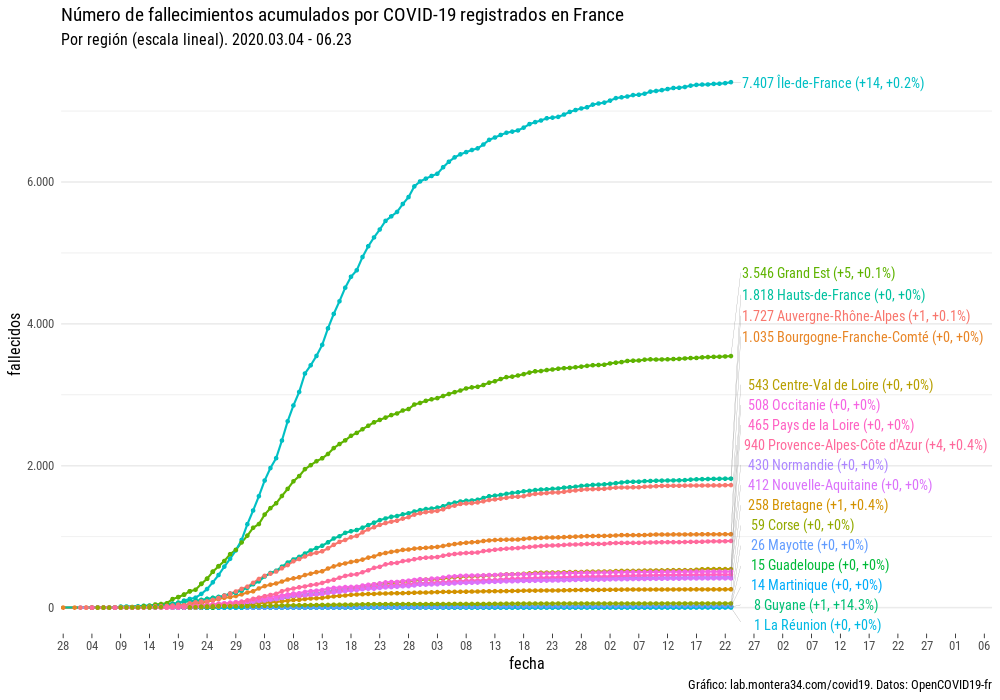 Número de fallecimientos acumulados por COVID-19 registrados en France
Por región (escala lineal). 2020.03.04 - 06.23
7.407 Île-de-France (+14, +0.2%)
6.000
3.546 Grand Est (+5, +0.1%)
1.818 Hauts-de-France (+0, +0%)
1.727 Auvergne-Rhône-Alpes (+1, +0.1%)
4.000
1.035 Bourgogne-Franche-Comté (+0, +0%)
fallecidos
543 Centre-Val de Loire (+0, +0%)
508 Occitanie (+0, +0%)
465 Pays de la Loire (+0, +0%)
940 Provence-Alpes-Côte d'Azur (+4, +0.4%)
2.000
430 Normandie (+0, +0%)
412 Nouvelle-Aquitaine (+0, +0%)
258 Bretagne (+1, +0.4%)
59 Corse (+0, +0%)
26 Mayotte (+0, +0%)
15 Guadeloupe (+0, +0%)
14 Martinique (+0, +0%)
0
8 Guyane (+1, +14.3%)
1 La Réunion (+0, +0%)
28 04 09 14 19 24 29 03 08 13 18 23 28 03 08 13 18 23 28 02 07 12 17 22 27 02 07 12 17 22 27 01 06
fecha
Gráfico: lab.montera34.com/covid19. Datos: OpenCOVID19-fr